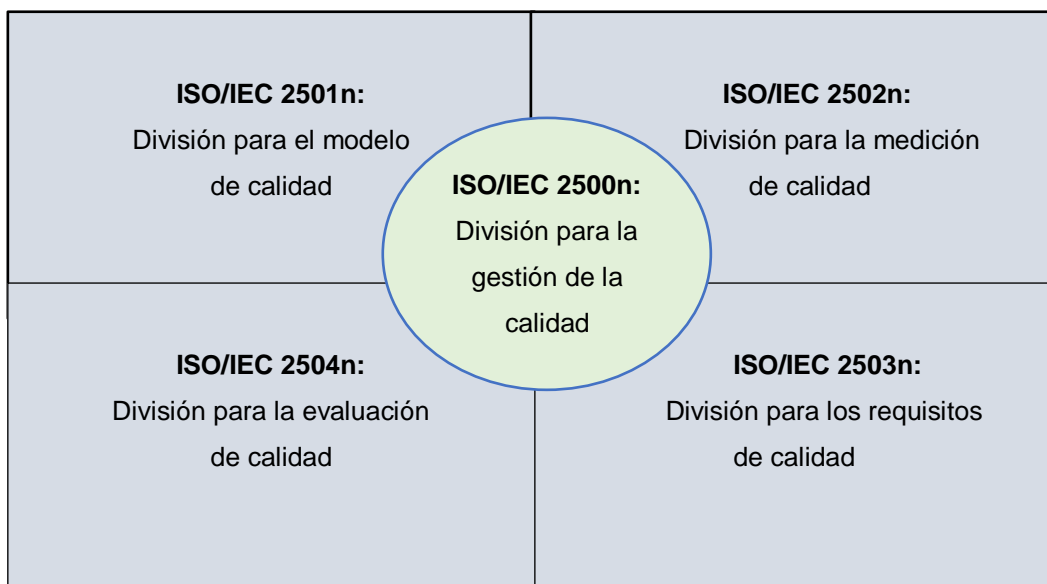 ISO/IEC 2501n:
División para el modelo
de calidad
ISO/IEC 2502n:
División para la medición
de calidad
ISO/IEC 2500n:
División para la
gestión de la
calidad
ISO/IEC 2504n:
División para la evaluación
de calidad
ISO/IEC 2503n:
División para los requisitos
de calidad